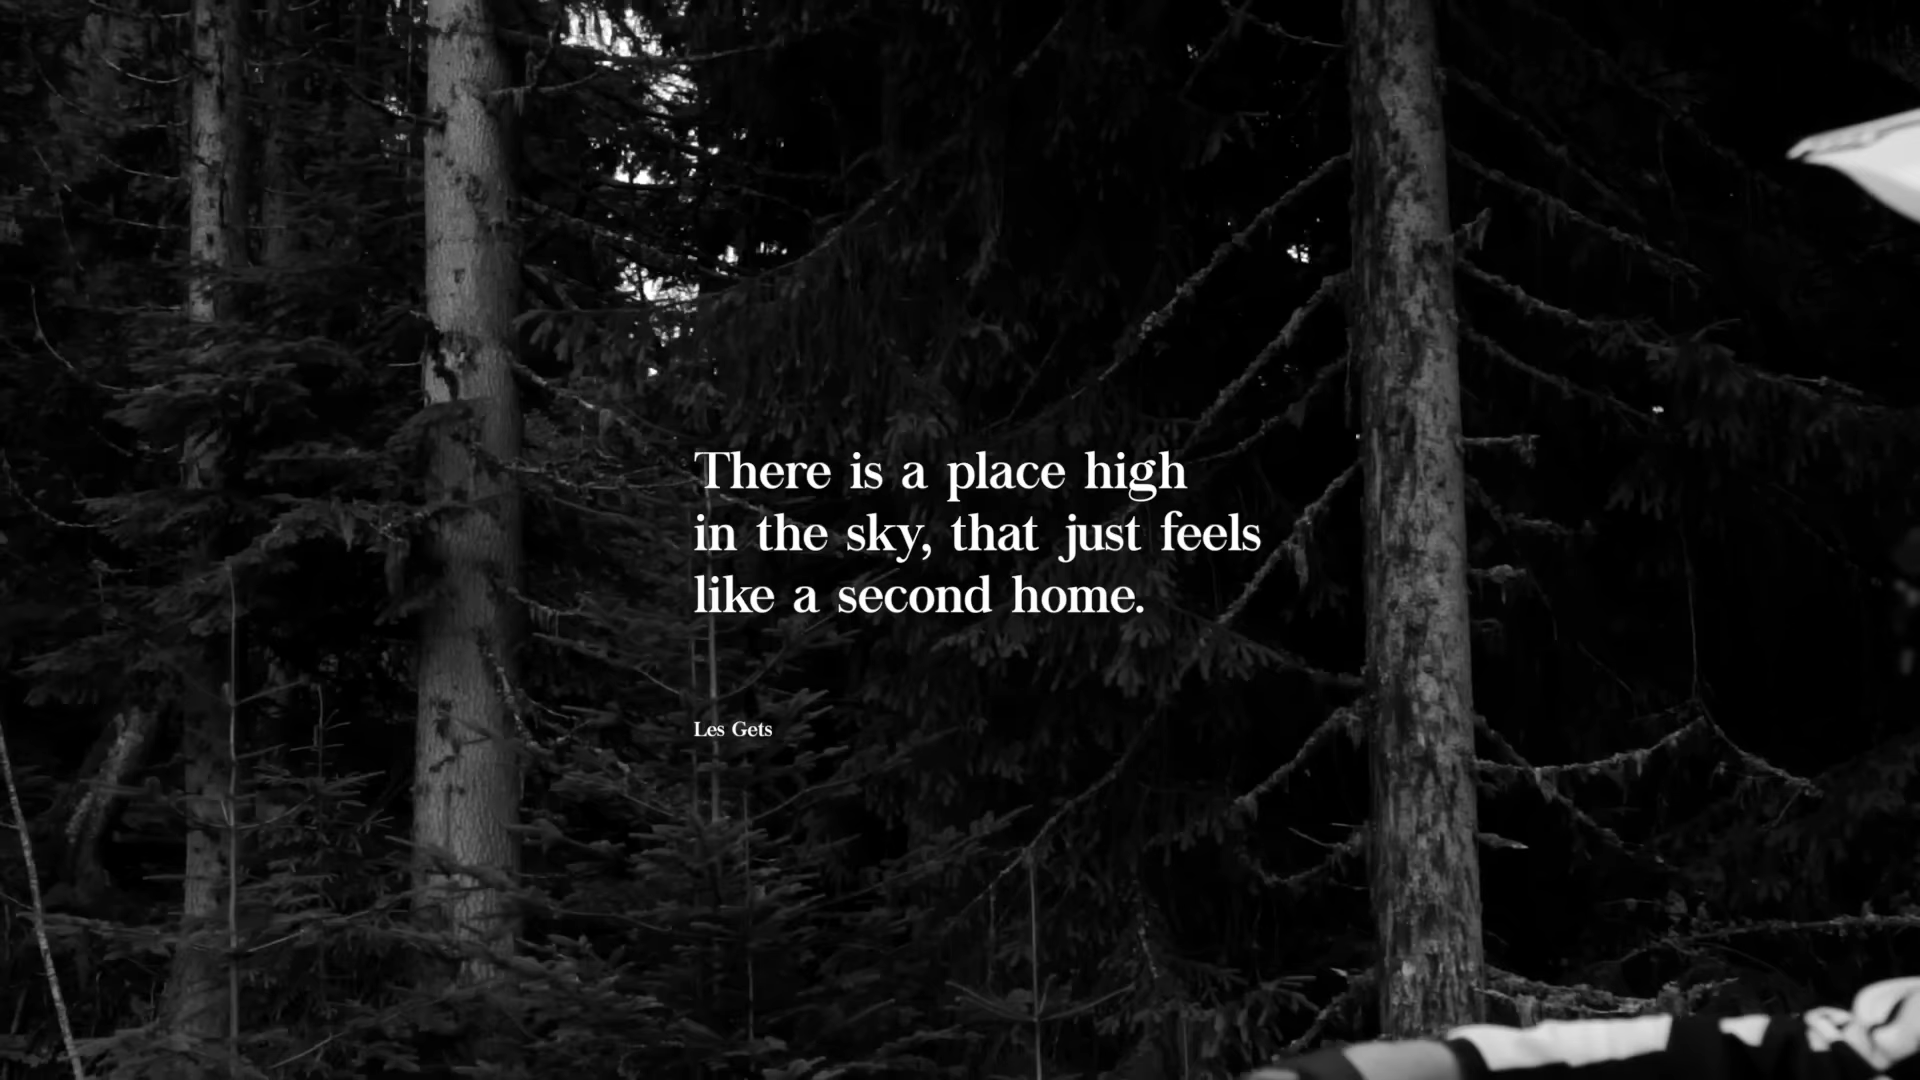 There is a place high
in the sky, that just feels
like a second home.
Les Gets